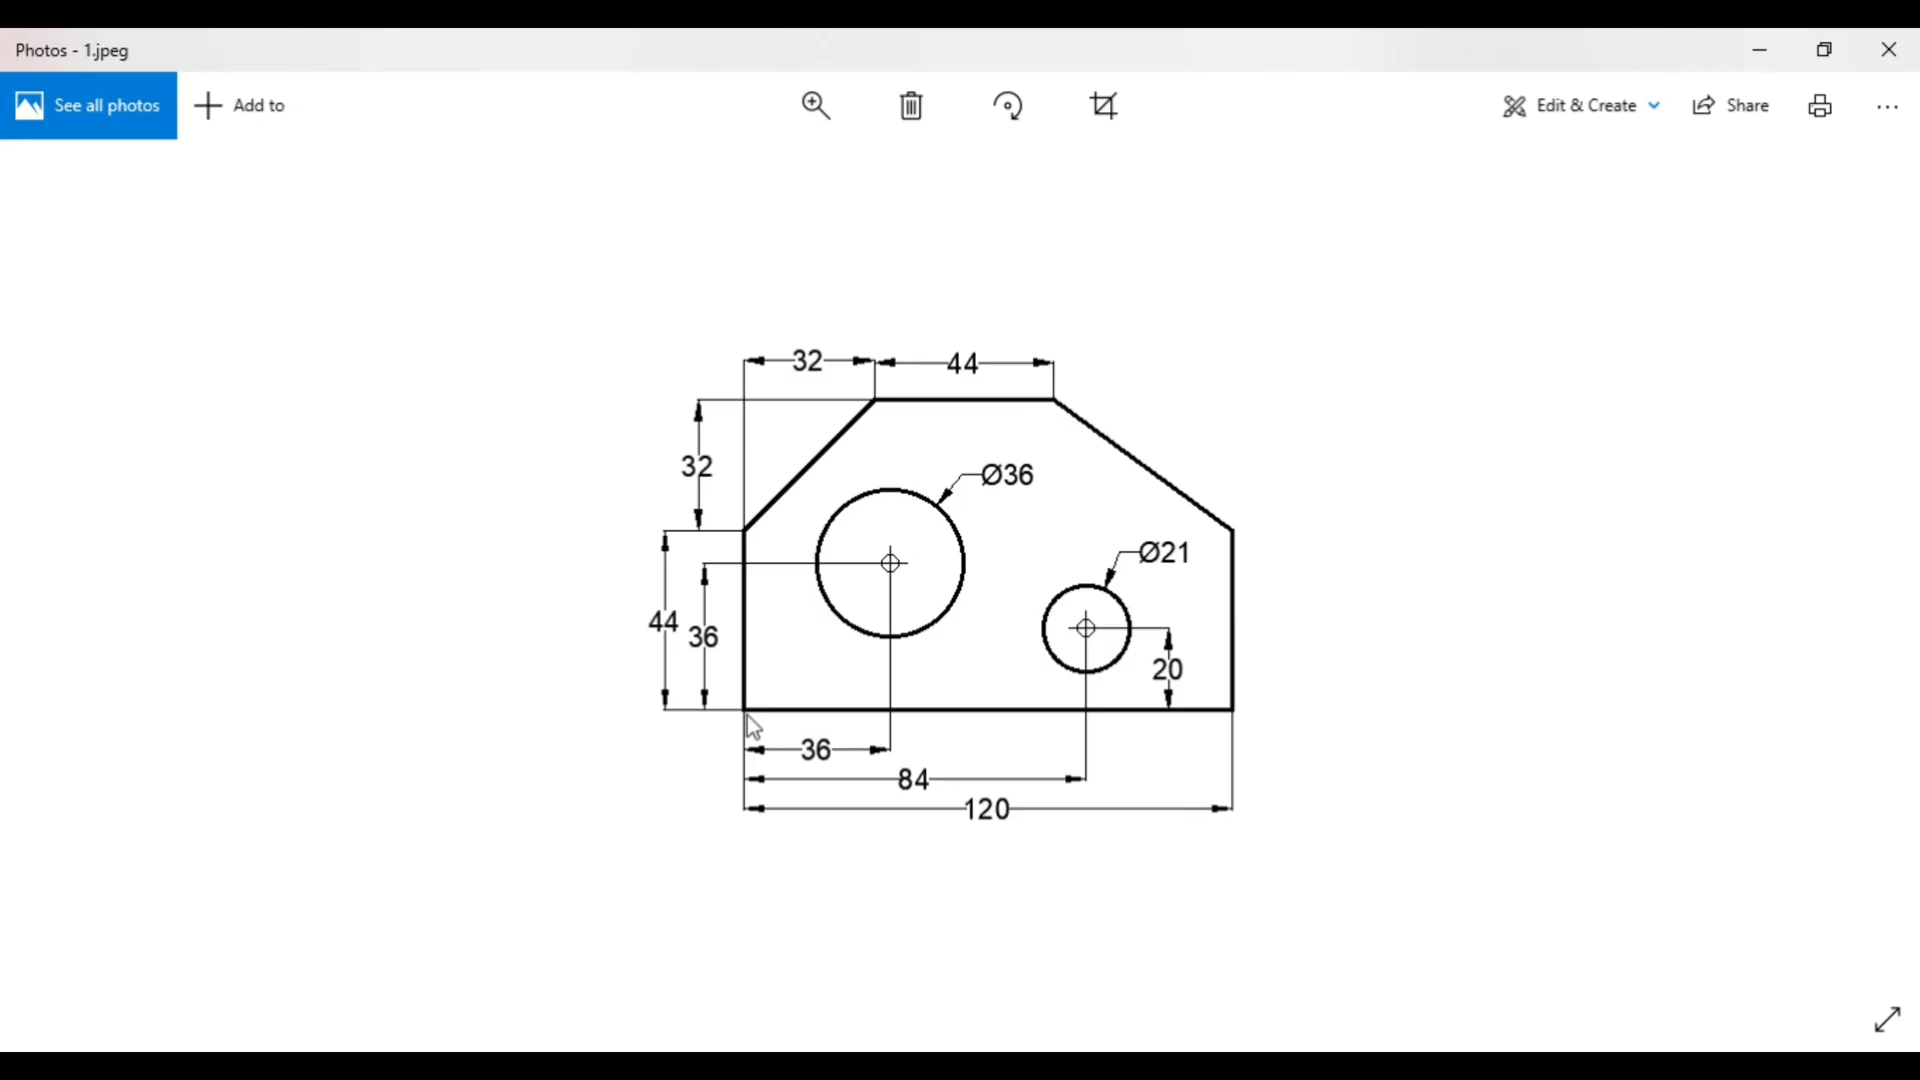 Photos - 1.jpeg
See all photos
Add to
Edit & Create
Share
32
44
32
Ø36
Ø21
44
36
20
36
84
120